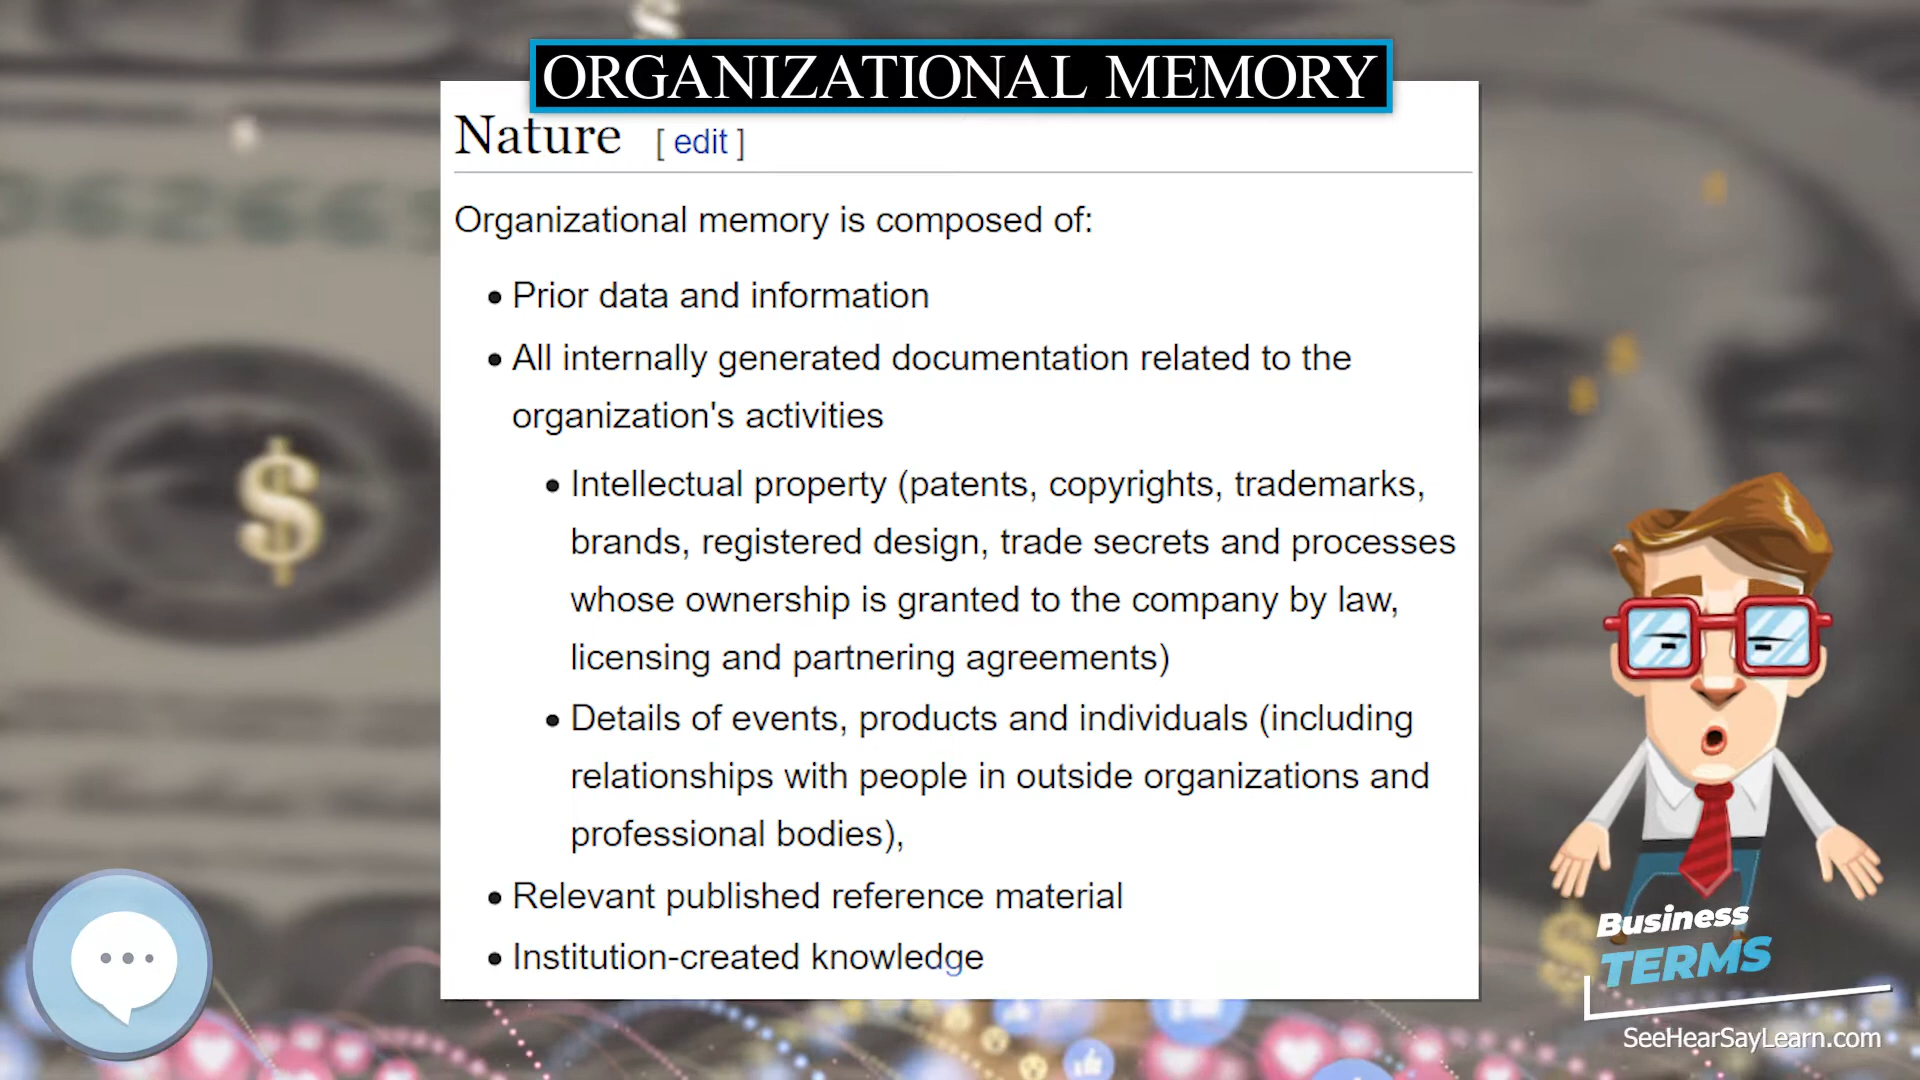 ORGANIZATIONAL MEMORY
Nature [ edit ]
Organizational memory is composed of:
• Prior data and information
• All internally generated documentation related to the
organization's activities
• Intellectual property (patents, copyrights, trademarks,
brands, registered design, trade secrets and processes
whose ownership is granted to the company by law,
licensing and partnering agreements)
• Details of events, products and individuals (including
relationships with people in outside organizations and
professional bodies),
• Relevant published reference material
• Institution-created knowledge
Business
TERMS
SeeHearSayLearn.com